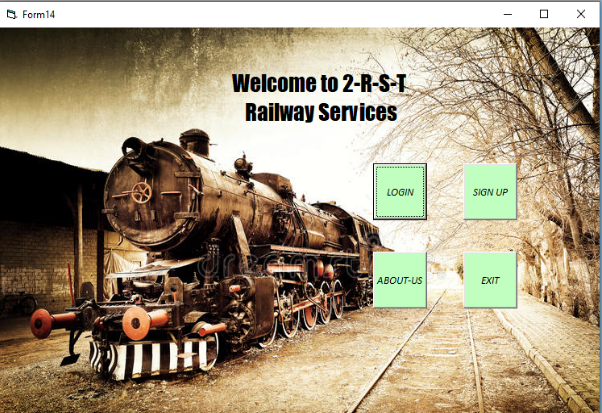 Form14
Welcome to 2-R-S-T
Railway Services
LOGIN
SIGN UP
ABOUT-US
EXIT